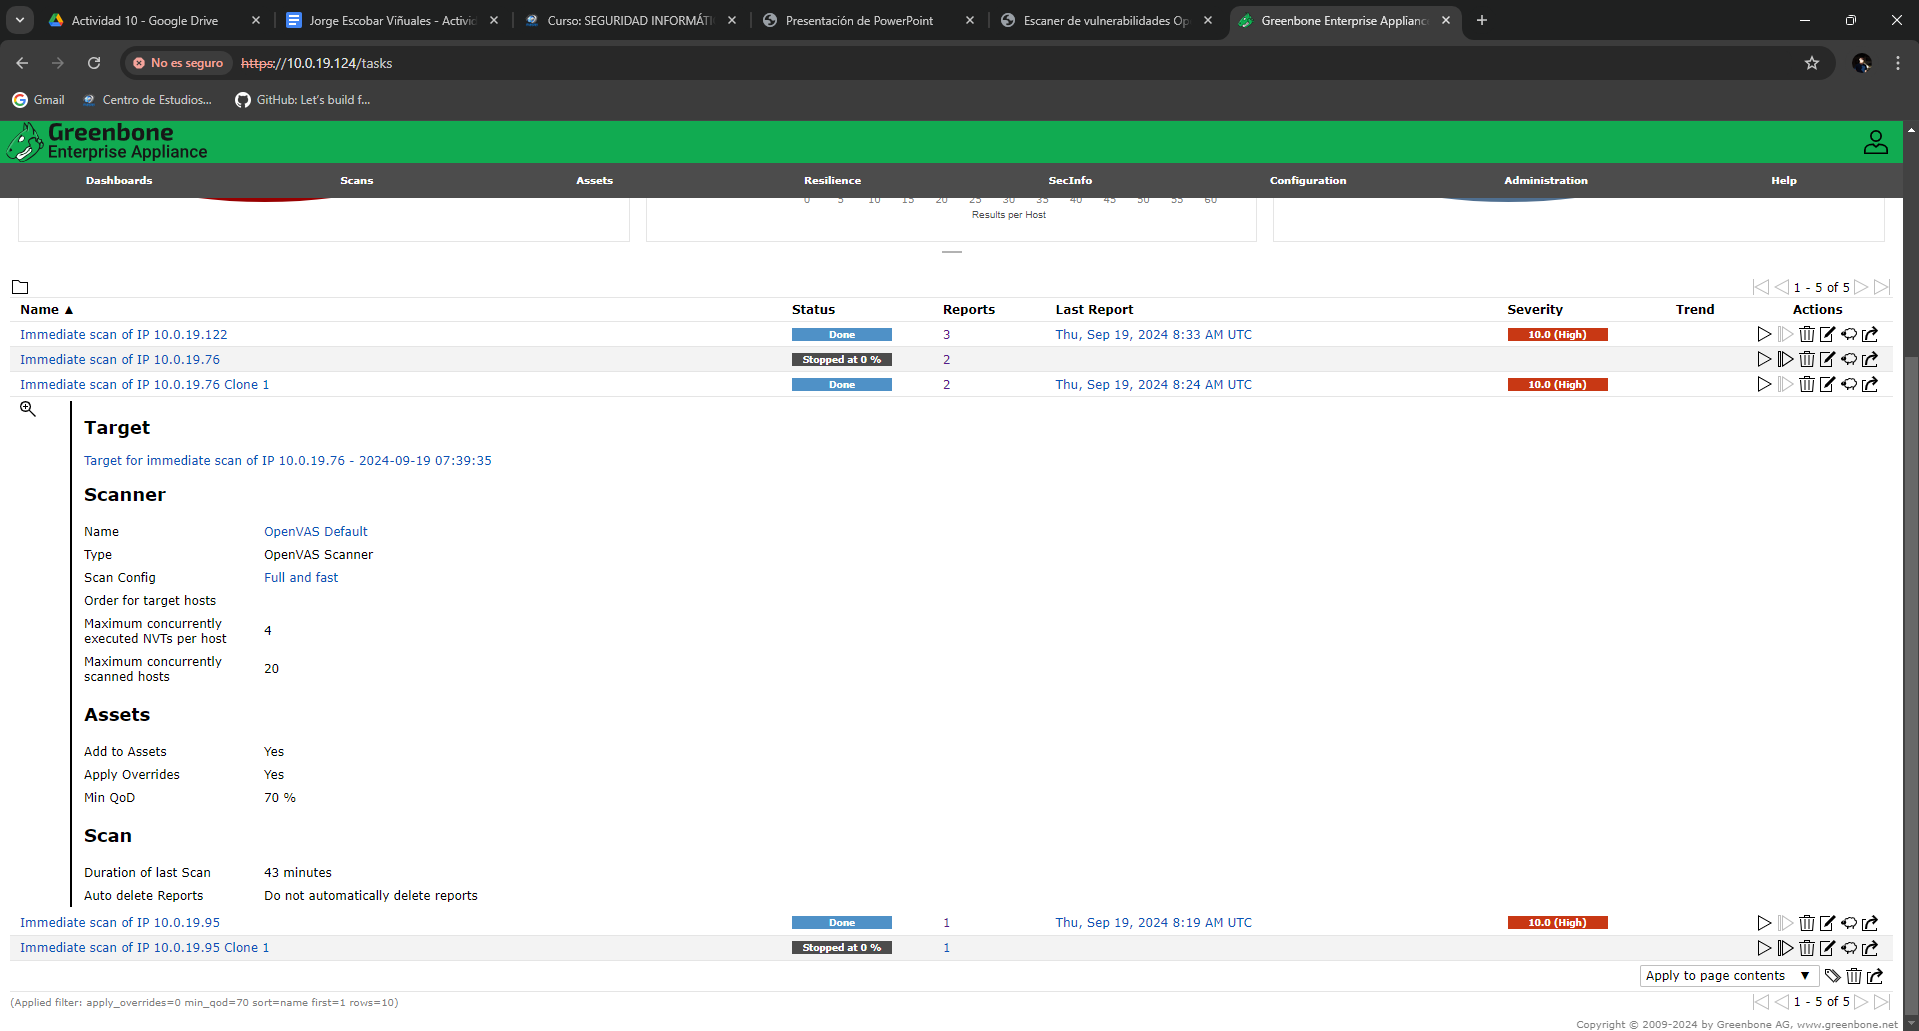 Actividad 10 - Google Drive
Jorge Escobar Viñuales - Activid
Curso: SEGURIDAD INFORMÁTI
Presentación de PowerPoint
Escaner de vulnerabilidades Op
Greenbone Enterprise Appliance
No es seguro https://10.0.19.124/tasks
Gmail Centro de Estudios... GitHub: Let's build f...
Greenbone
Enterprise Appliance
Dashboards Scans Assets Resilience SecInfo Configuration Administration Help
0 5 10 15 20 25 30 35 40 45 50 55 60
Results per Host
1 - 5 of 5
Name ▲ Status Reports Last Report Severity Trend Actions
Immediate scan of IP 10.0.19.122 Done 3 Thu, Sep 19, 2024 8:33 AM UTC 10.0 (High)
Immediate scan of IP 10.0.19.76 Stopped at 0 % 2
Immediate scan of IP 10.0.19.76 Clone 1 Done 2 Thu, Sep 19, 2024 8:24 AM UTC 10.0 (High)
Target
Target for immediate scan of IP 10.0.19.76 - 2024-09-19 07:39:35
Scanner
Name OpenVAS Default
Type OpenVAS Scanner
Scan Config Full and fast
Order for target hosts
Maximum concurrently
executed NVTs per host 4
Maximum concurrently
scanned hosts 20
Assets
Add to Assets Yes
Apply Overrides Yes
Min QoD 70 %
Scan
Duration of last Scan 43 minutes
Auto delete Reports Do not automatically delete reports
Immediate scan of IP 10.0.19.95 Done 1 Thu, Sep 19, 2024 8:19 AM UTC 10.0 (High)
Immediate scan of IP 10.0.19.95 Clone 1 Stopped at 0 % 1
Apply to page contents ▼
(Applied filter: apply_overrides=0 min_qod=70 sort=name first=1 rows=10)
1 - 5 of 5
Copyright © 2009-2024 by Greenbone AG, www.greenbone.net